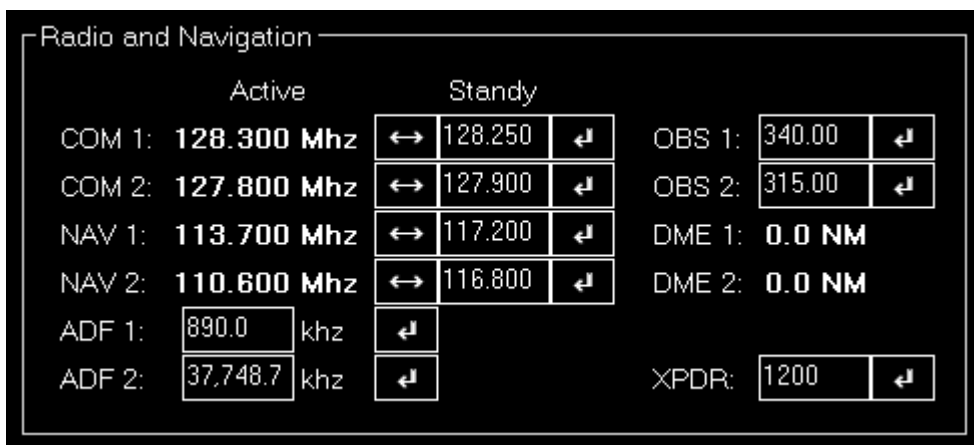 Radio and Navigation
Active Standy
COM 1: 128.300 Mhz 128.250 OBS 1: 340.00
COM 2: 127.800 Mhz 127.900 OBS 2: 315.00
NAV 1: 113.700 Mhz 117.200 DME 1: 0.0 NM
NAV 2: 110.600 Mhz 116.800 DME 2: 0.0 NM
ADF 1: 890.0 khz
ADF 2: 37,748.7 khz XPDR: 1200